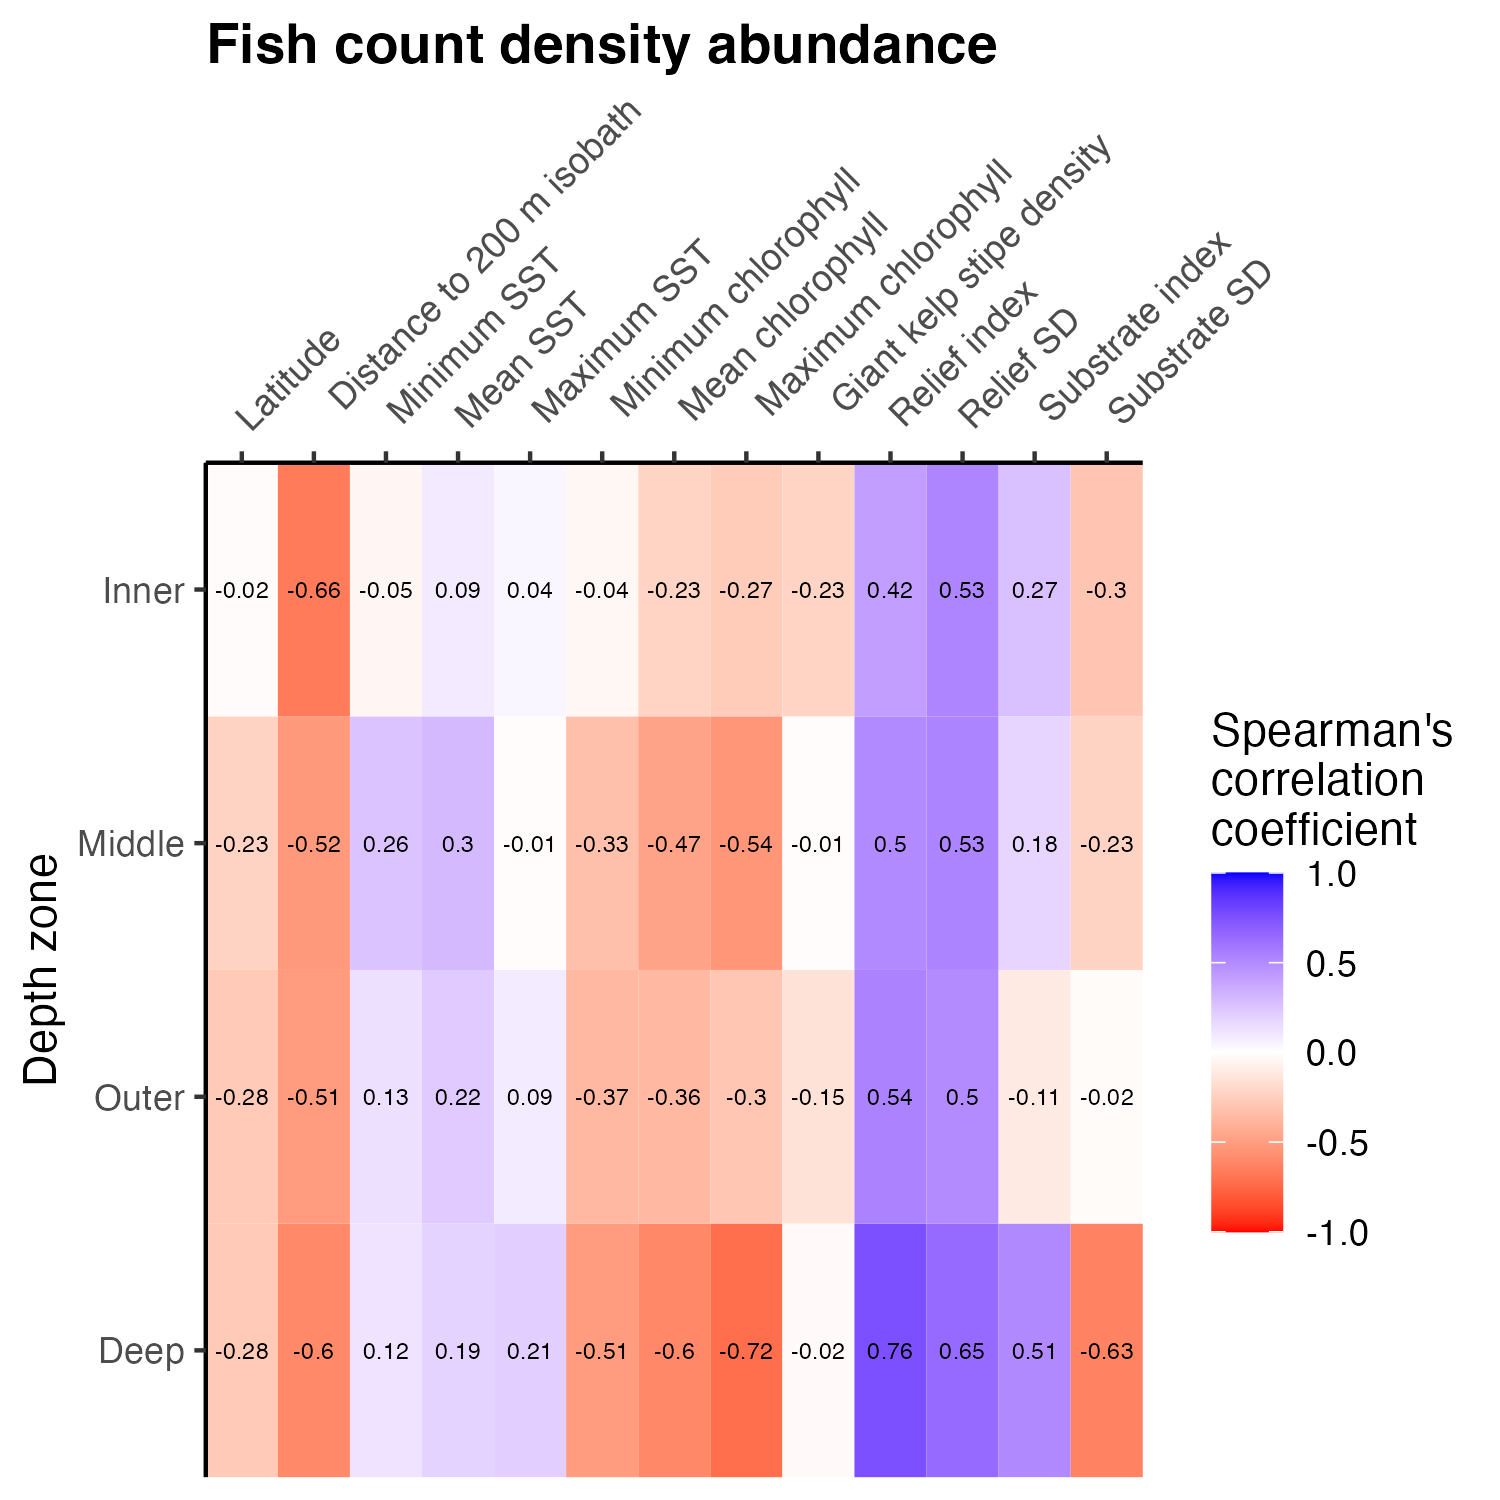 Fish count density abundance
Latitude
Distance to 200 m isobath
Minimum SST
Mean SST
Maximum SST
Minimum chlorophyll
Mean chlorophyll
Maximum chlorophyll
Giant kelp stipe density
Relief index
Relief SD
Substrate index
Substrate SD
Depth zone
Inner -0.02 -0.66 -0.05 0.09 0.04 -0.04 -0.23 -0.27 -0.23 0.42 0.53 0.27 -0.3
Middle -0.23 -0.52 0.26 0.3 -0.01 -0.33 -0.47 -0.54 -0.01 0.5 0.53 0.18 -0.23
Outer -0.28 -0.51 0.13 0.22 0.09 -0.37 -0.36 -0.3 -0.15 0.54 0.5 -0.11 -0.02
Deep -0.28 -0.6 0.12 0.19 0.21 -0.51 -0.6 -0.72 -0.02 0.76 0.65 0.51 -0.63
Spearman's
correlation
coefficient
1.0
0.5
0.0
-0.5
-1.0